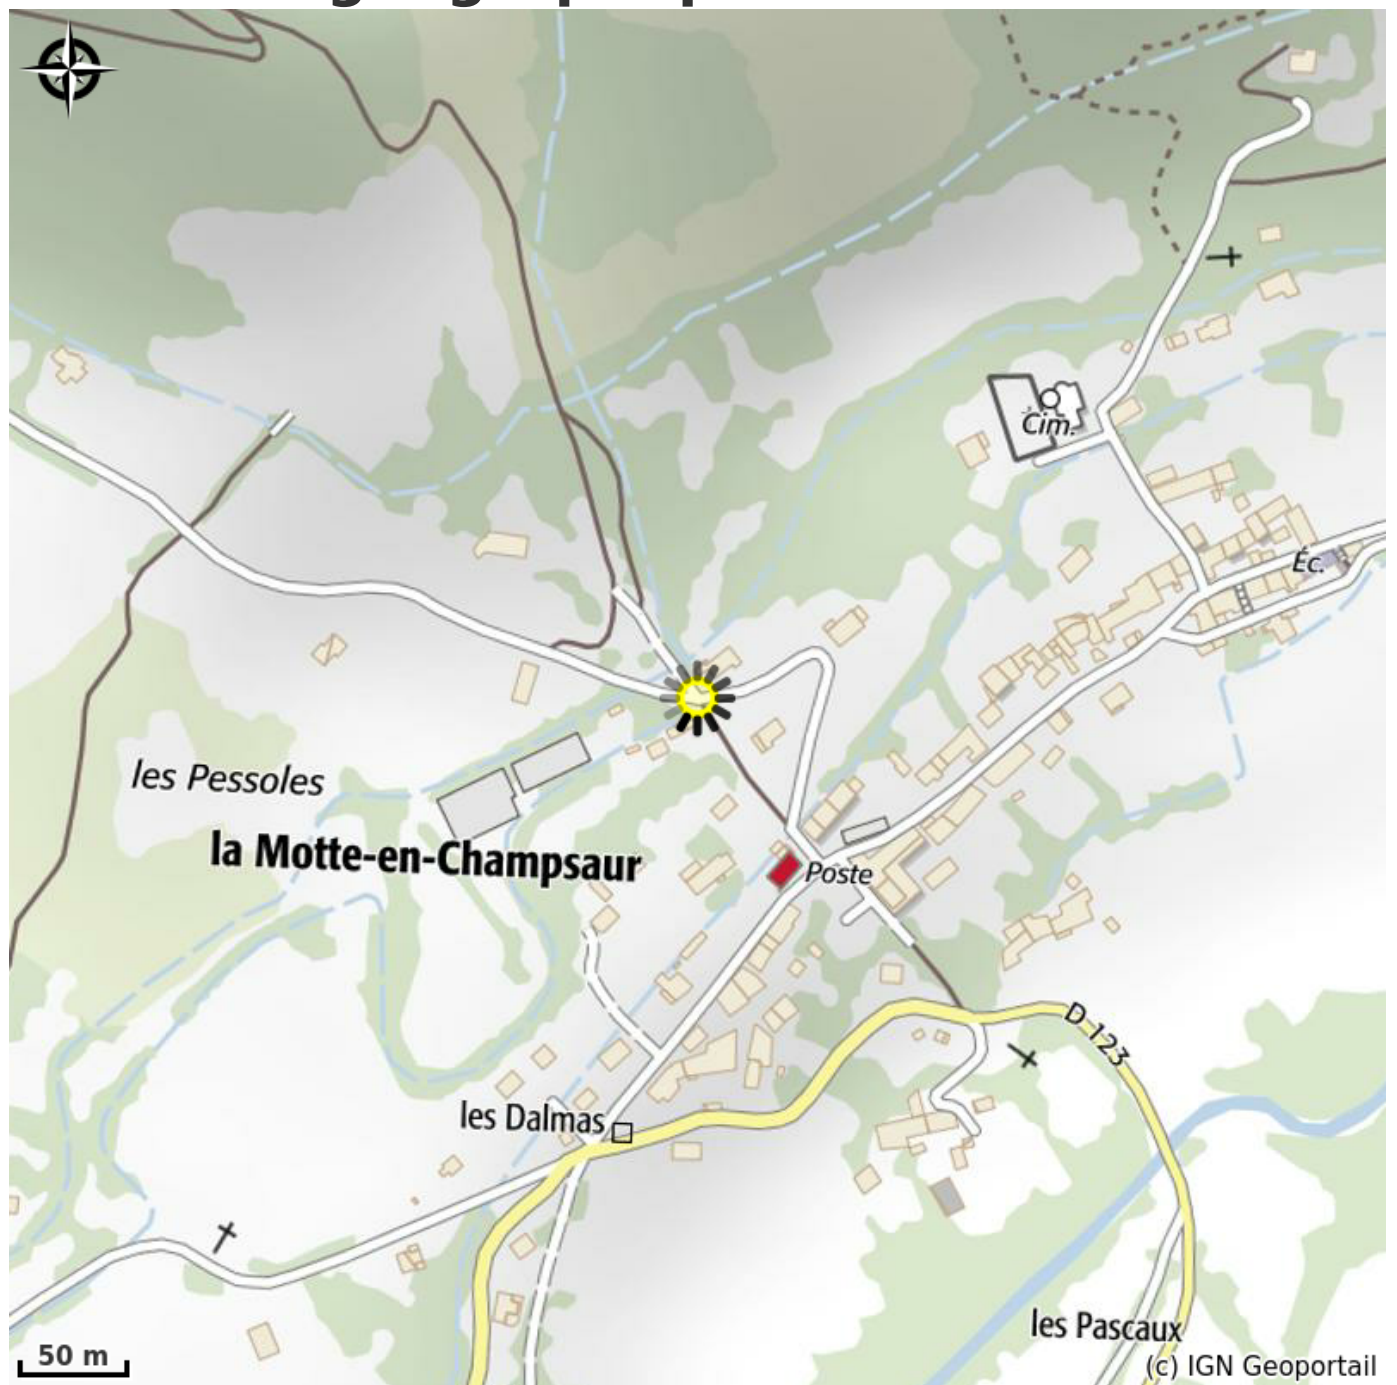 Cim.
Éc.
les Pessoles
la Motte-en-Champsaur
Poste
D 123
les Dalmas
les Pascaux
50 m
(c) IGN Geoportail